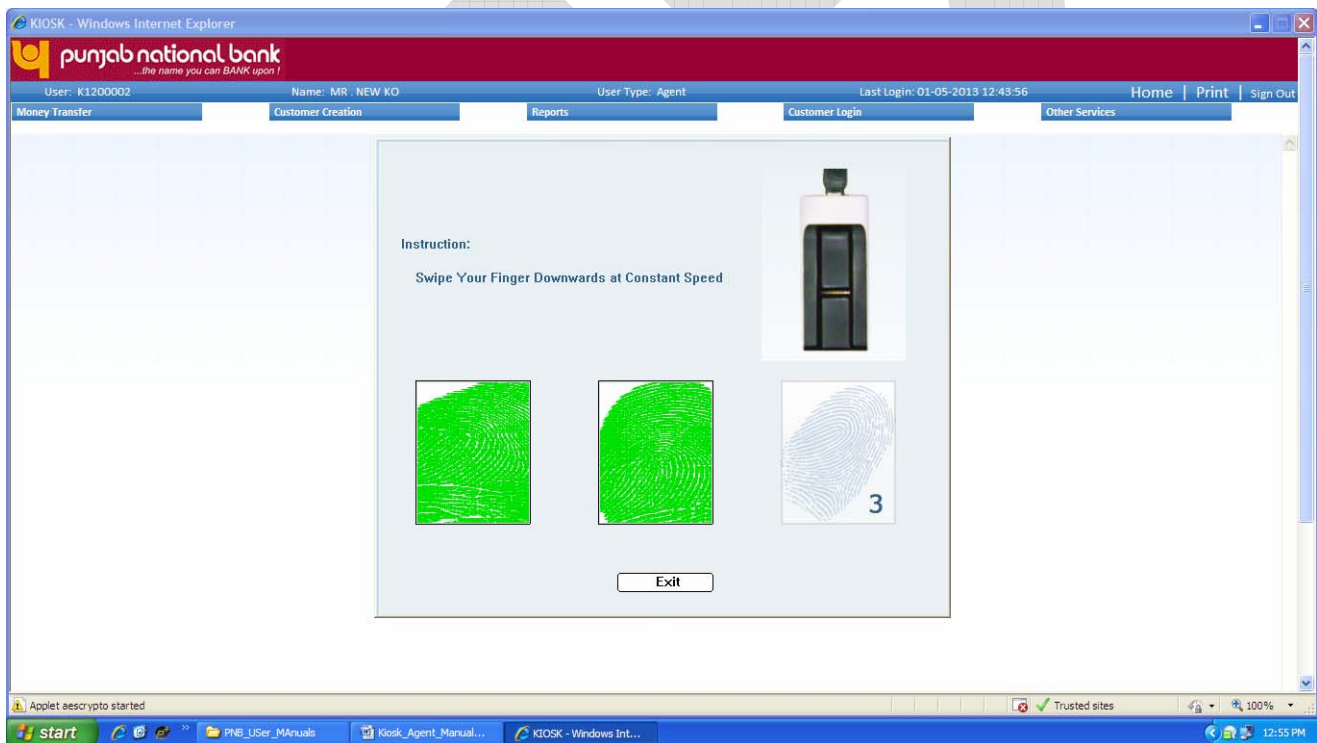 KIOSK - Windows Internet Explorer
punjab national bank
...the name you can BANK upon !
User: K1200002 Name: MR . NEW KO User Type: Agent Last Login: 01-05-2013 12:43:56 Home | Print | Sign Out
Money Transfer Customer Creation Reports Customer Login Other Services
Instruction:
Swipe Your Finger Downwards at Constant Speed
3
Exit
Applet aescrypto started Trusted sites 100%
start PNB_USer_MAnuals Kiosk_Agent_Manual... KIOSK - Windows Int... 12:55 PM